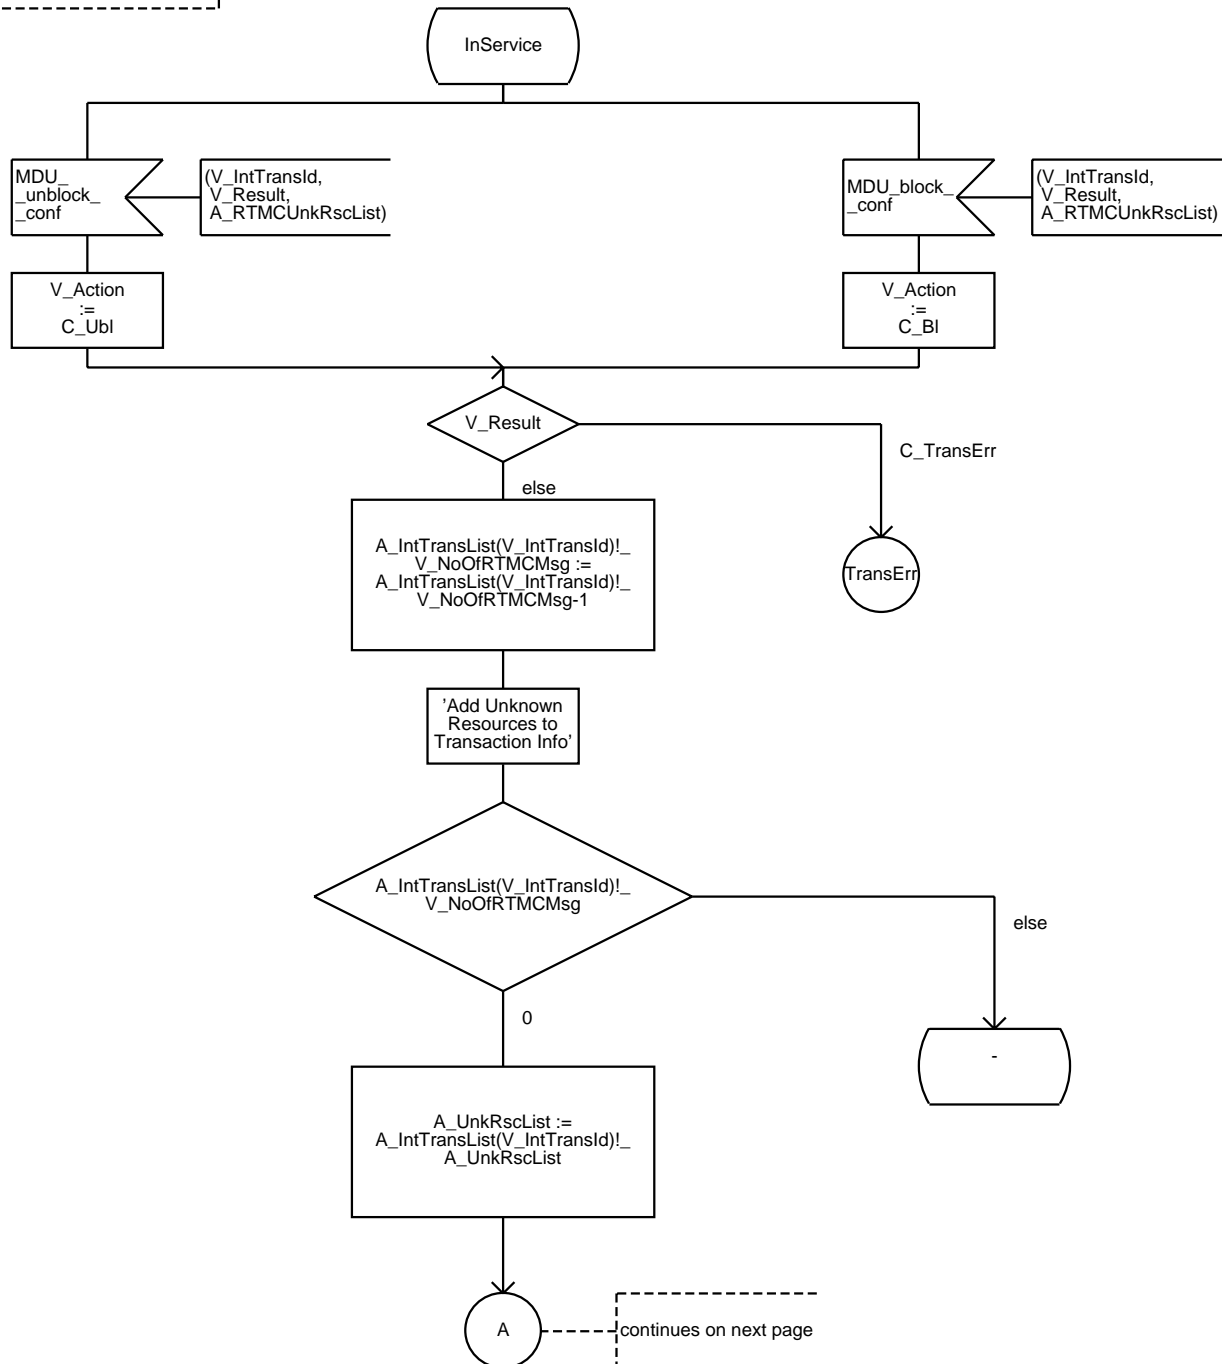 InService
MDU_
_unblock_
_conf
(V_IntTransId,
V_Result,
A_RTMCUnkRscList)
MDU_block_
_conf
(V_IntTransId,
V_Result,
A_RTMCUnkRscList)
V_Action
:=
C_Ubl
V_Action
:=
C_Bl
V_Result
C_TransErr
else
A_IntTransList(V_IntTransId)!_
V_NoOfRTMCMsg :=
A_IntTransList(V_IntTransId)!_
V_NoOfRTMCMsg-1
TransErr
'Add Unknown
Resources to
Transaction Info'
A_IntTransList(V_IntTransId)!_
V_NoOfRTMCMsg
else
0
-
A_UnkRscList :=
A_IntTransList(V_IntTransId)!_
A_UnkRscList
A
continues on next page